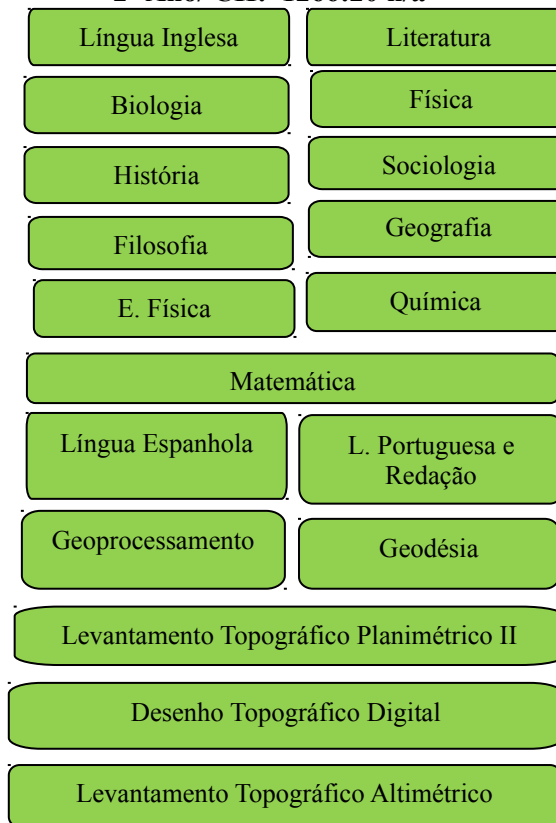 Língua Inglesa
Literatura
Biologia
Física
História
Sociologia
Filosofia
Geografia
E. Física
Química
Matemática
Língua Espanhola
L. Portuguesa e
Redação
Geoprocessamento
Geodésia
Levantamento Topográfico Planimétrico II
Desenho Topográfico Digital
Levantamento Topográfico Altimétrico